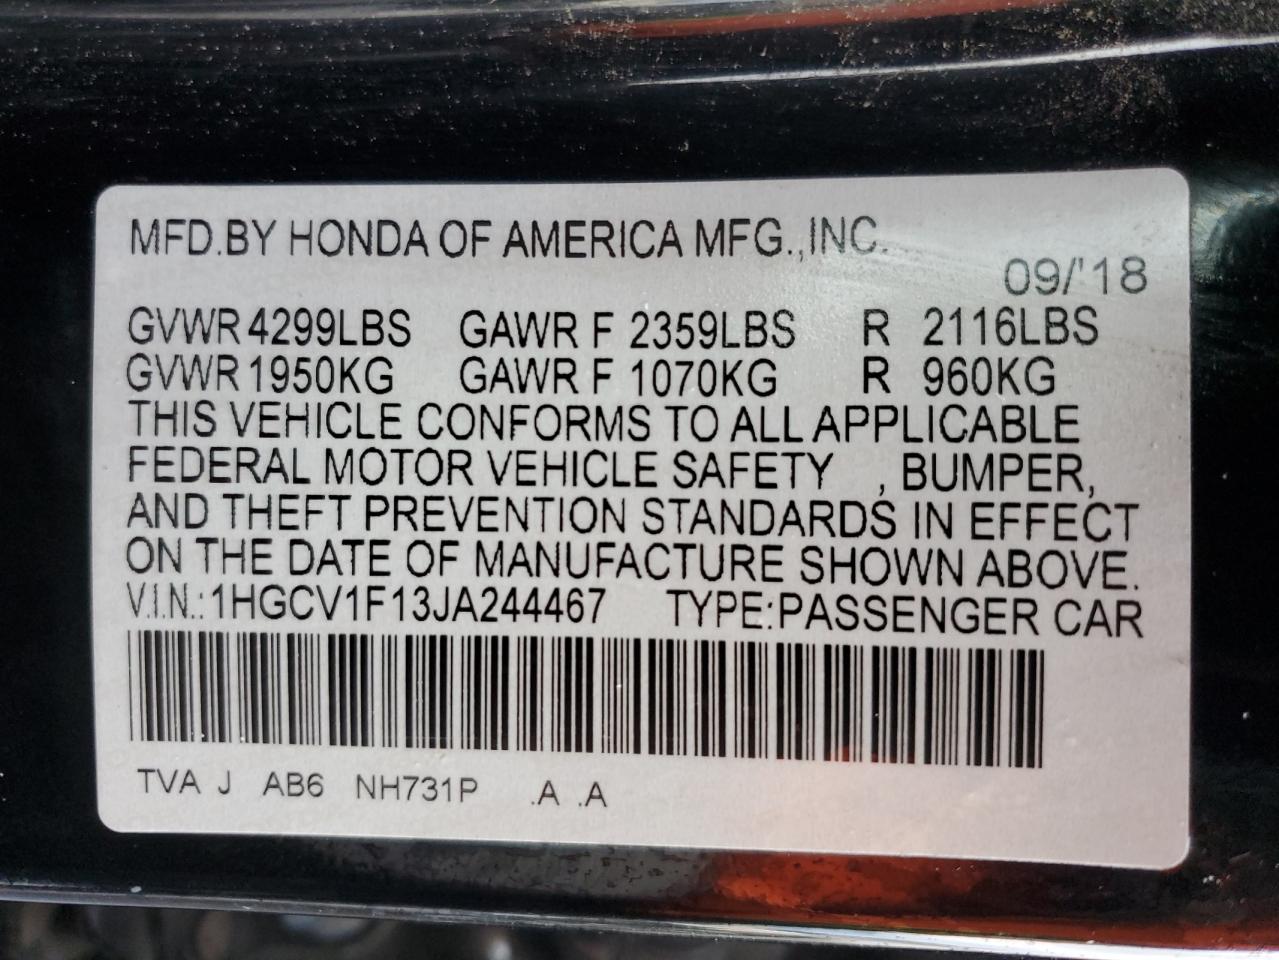 MFD.BY HONDA OF AMERICA MFG.,INC.
09/'18
GVWR 4299LBS GAWR F 2359LBS R 2116LBS
GVWR 1950KG GAWR F 1070KG R 960KG
THIS VEHICLE CONFORMS TO ALL APPLICABLE
FEDERAL MOTOR VEHICLE SAFETY , BUMPER,
AND THEFT PREVENTION STANDARDS IN EFFECT
ON THE DATE OF MANUFACTURE SHOWN ABOVE.
V.I.N.:1HGCV1F13JA244467 TYPE:PASSENGER CAR
TVA J AB6 NH731P .A .A